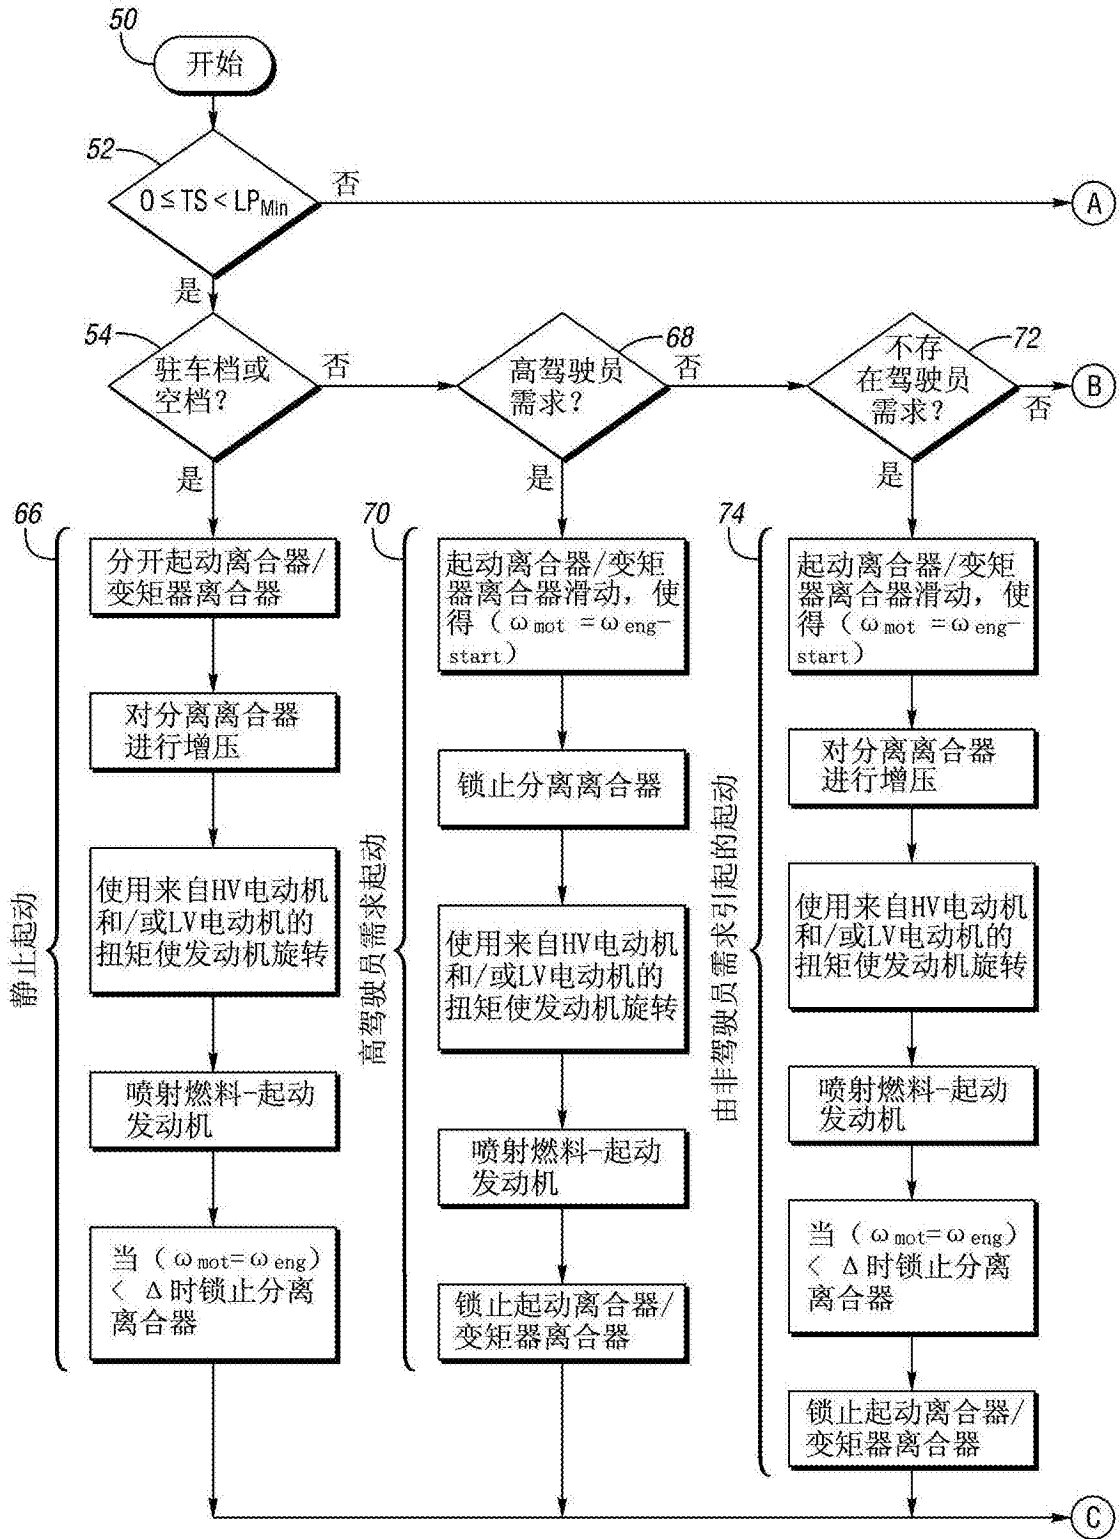 50
开始
52
0 ≤ TS < LPMin
否
A
是
54
驻车档或
空档?
否
68
高驾驶员
需求?
否
72
不存
在驾驶员
需求?
否
B
是
是
是
66
静止起动
分开起动离合器/
变矩器离合器
对分离离合器
进行增压
使用来自HV电动机
和/或LV电动机的
扭矩使发动机旋转
喷射燃料-起动
发动机
当(ωmot=ωeng)
< Δ时锁止分离
离合器
70
高驾驶员需求起动
起动离合器/变矩
器离合器滑动，使
得(ωmot =ωeng-
start)
锁止分离离合器
使用来自HV电动机
和/或LV电动机的
扭矩使发动机旋转
喷射燃料-起动
发动机
锁止起动离合器/
变矩器离合器
74
由非驾驶员需求引起的起动
起动离合器/变矩
器离合器滑动，使
得(ωmot =ωeng-
start)
对分离离合器
进行增压
使用来自HV电动机
和/或LV电动机的
扭矩使发动机旋转
喷射燃料-起动
发动机
当(ωmot=ωeng)
< Δ时锁止分离
离合器
锁止起动离合器/
变矩器离合器
C